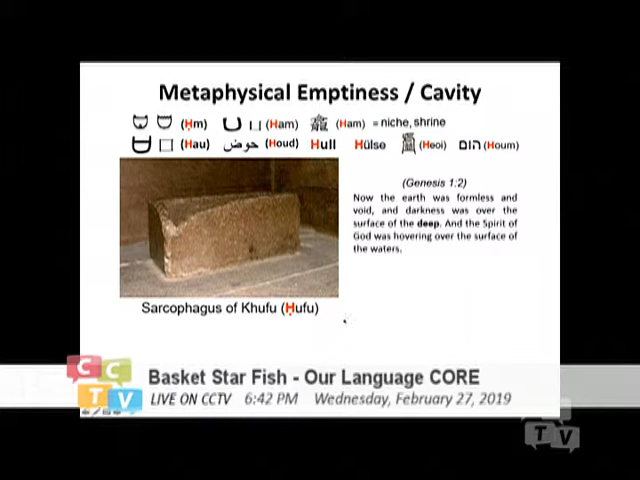 Metaphysical Emptiness / Cavity
(Ḥm) (Ham) 龕 (Ham) = niche, shrine
(Hau) حوض (Houd) Hull Hülse (Heoi) הום (Houm)
(Genesis 1:2)
Now the earth was formless and
void, and darkness was over the
surface of the deep. And the Spirit of
God was hovering over the surface of
the waters.
Sarcophagus of Khufu (Ḥufu)
C C
T V
Basket Star Fish - Our Language CORE
LIVE ON CCTV 6:42 PM Wednesday, February 27, 2019
T V